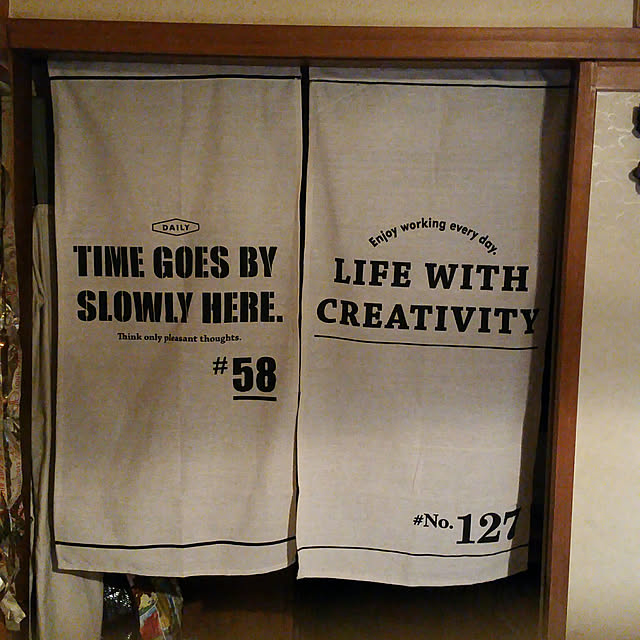 DAILY
TIME GOES BY
SLOWLY HERE.
Think only pleasant thoughts.
#58
Enjoy working every day.
LIFE WITH
CREATIVITY
#No. 127